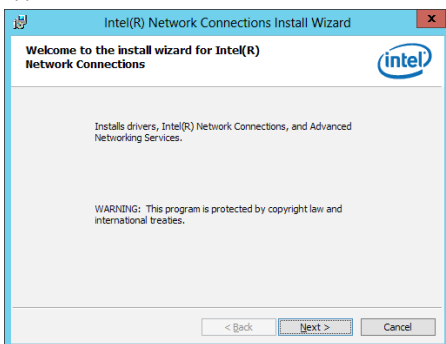 Intel(R) Network Connections Install Wizard
x
Welcome to the install wizard for Intel(R)
Network Connections
intel
Installs drivers, Intel(R) Network Connections, and Advanced
Networking Services.
WARNING: This program is protected by copyright law and
international treaties.
< Back
Next >
Cancel